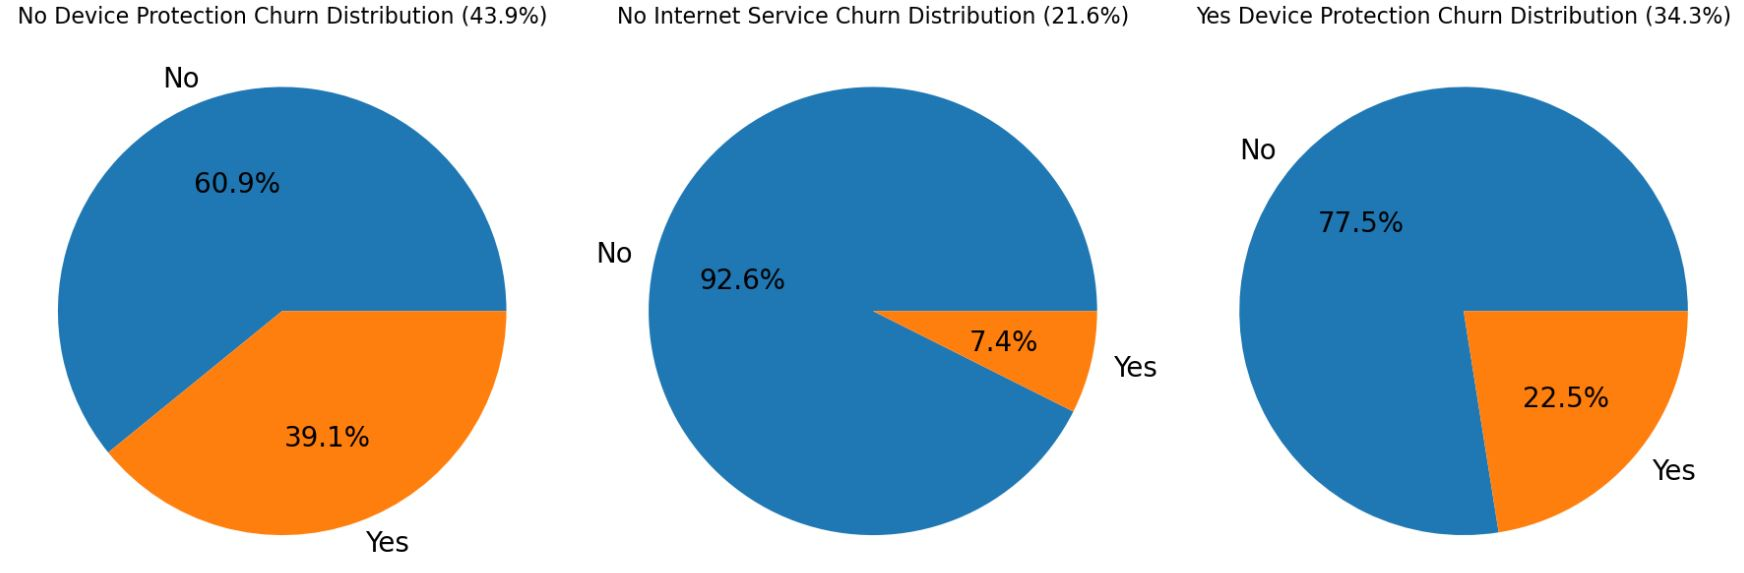 No Device Protection Churn Distribution (43.9%)
No
60.9%
39.1%
Yes
No Internet Service Churn Distribution (21.6%)
No
92.6%
7.4%
Yes
Yes Device Protection Churn Distribution (34.3%)
No
77.5%
22.5%
Yes